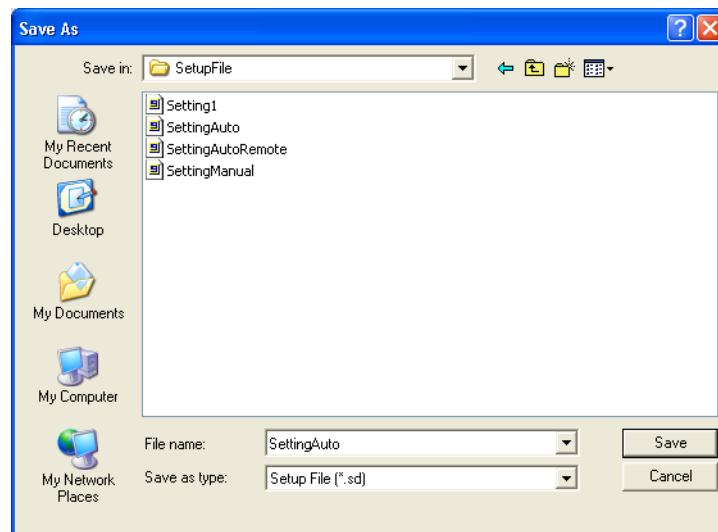 Save As
Save in:
SetupFile
Setting1
SettingAuto
SettingAutoRemote
SettingManual
My Recent
Documents
Desktop
My Documents
My Computer
My Network
Places
File name:
SettingAuto
Save
Save as type:
Setup File (*.sd)
Cancel